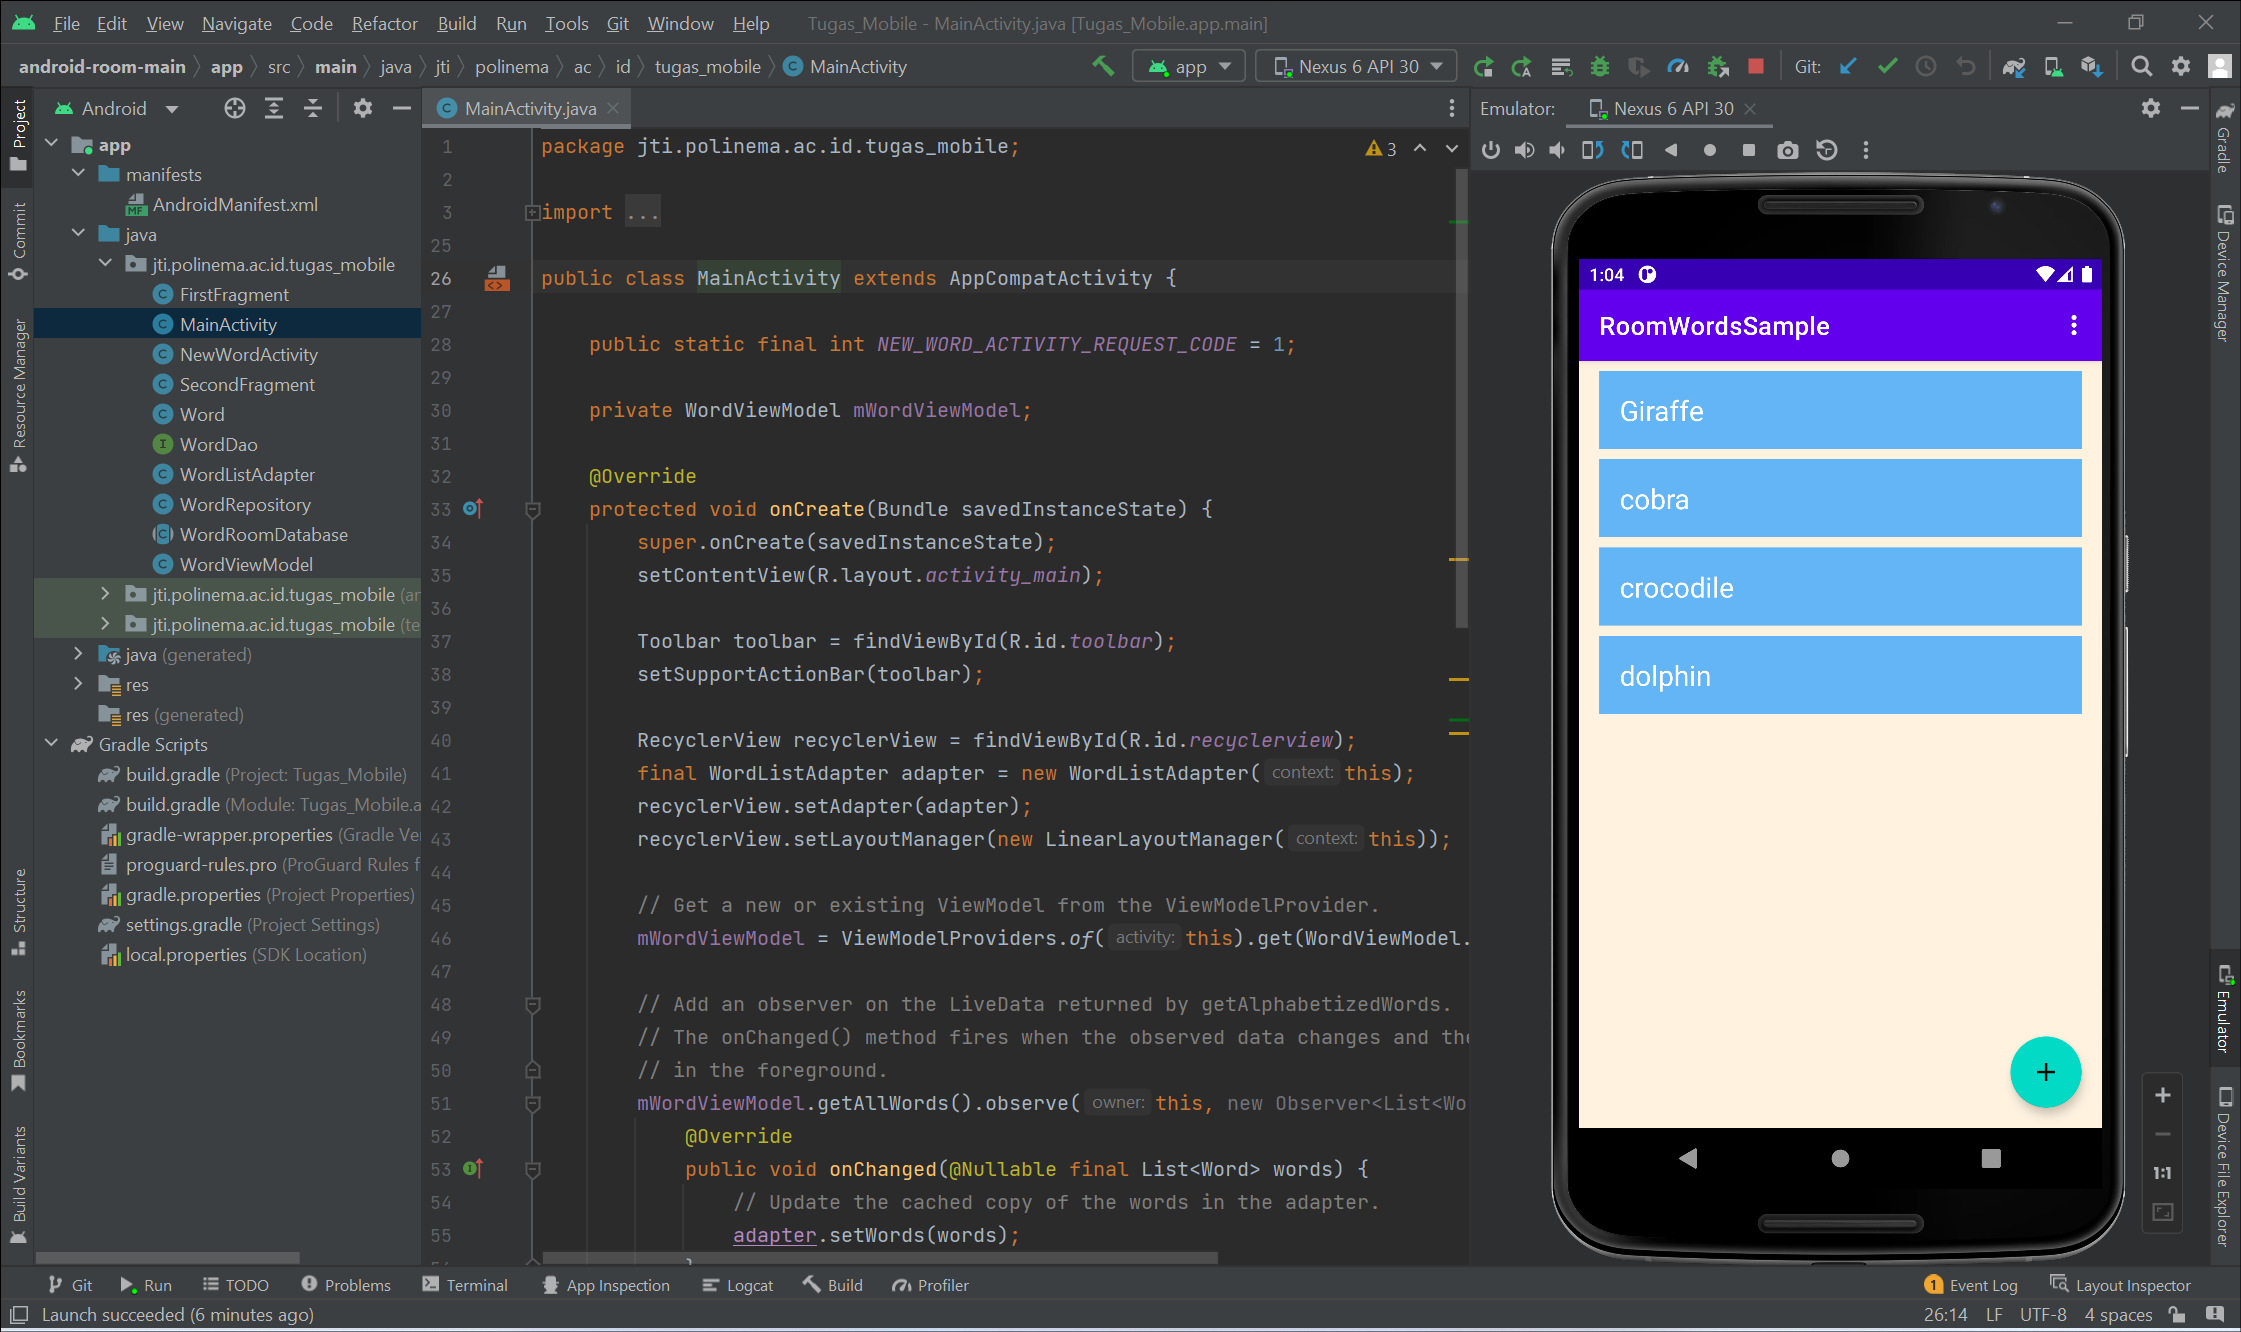 File Edit View Navigate Code Refactor Build Run Tools Git Window Help Tugas_Mobile - MainActivity.java [Tugas_Mobile.app.main]
android-room-main app src main java jti polinema ac id tugas_mobile MainActivity app Nexus 6 API 30 Git:
Project
Commit
Resource Manager
Structure
Bookmarks
Build Variants
Android
app
manifests
AndroidManifest.xml
java
jti.polinema.ac.id.tugas_mobile
FirstFragment
MainActivity
NewWordActivity
SecondFragment
Word
WordDao
WordListAdapter
WordRepository
WordRoomDatabase
WordViewModel
jti.polinema.ac.id.tugas_mobile (ar
jti.polinema.ac.id.tugas_mobile (te
java (generated)
res
res (generated)
Gradle Scripts
build.gradle (Project: Tugas_Mobile)
build.gradle (Module: Tugas_Mobile.a
gradle-wrapper.properties (Gradle Ver
proguard-rules.pro (ProGuard Rules f
gradle.properties (Project Properties)
settings.gradle (Project Settings)
local.properties (SDK Location)
MainActivity.java
3
1 package jti.polinema.ac.id.tugas_mobile;
2
3 import ...
25
26 public class MainActivity extends AppCompatActivity {
27
28 public static final int NEW_WORD_ACTIVITY_REQUEST_CODE = 1;
29
30 private WordViewModel mWordViewModel;
31
32 @Override
33 protected void onCreate(Bundle savedInstanceState) {
34 super.onCreate(savedInstanceState);
35 setContentView(R.layout.activity_main);
36
37 Toolbar toolbar = findViewById(R.id.toolbar);
38 setSupportActionBar(toolbar);
39
40 RecyclerView recyclerView = findViewById(R.id.recyclerview);
41 final WordListAdapter adapter = new WordListAdapter( context: this);
42 recyclerView.setAdapter(adapter);
43 recyclerView.setLayoutManager(new LinearLayoutManager( context: this));
44
45 // Get a new or existing ViewModel from the ViewModelProvider.
46 mWordViewModel = ViewModelProviders.of( activity: this).get(WordViewModel.
47
48 // Add an observer on the LiveData returned by getAlphabetizedWords.
49 // The onChanged() method fires when the observed data changes and the
50 // in the foreground.
51 mWordViewModel.getAllWords().observe( owner: this, new Observer<List<Wo
52 @Override
53 public void onChanged(@Nullable final List<Word> words) {
54 // Update the cached copy of the words in the adapter.
55 adapter.setWords(words);
Emulator: Nexus 6 API 30
1:04
RoomWordsSample
Giraffe
cobra
crocodile
dolphin
+
1:1
Gradle
Device Manager
Emulator
Device File Explorer
Git Run TODO Problems Terminal App Inspection Logcat Build Profiler 1 Event Log Layout Inspector
Launch succeeded (6 minutes ago) 26:14 LF UTF-8 4 spaces